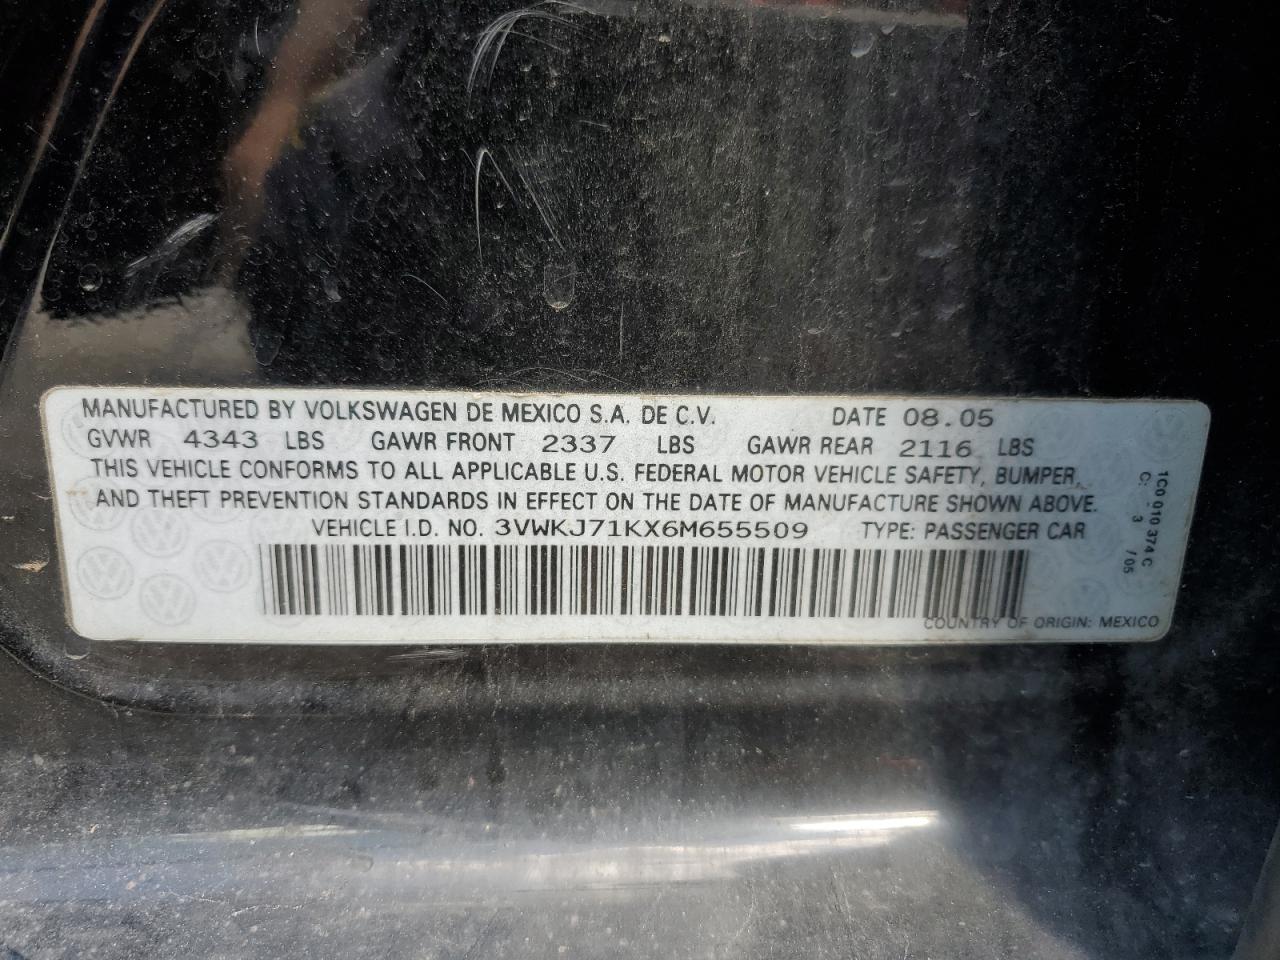 MANUFACTURED BY VOLKSWAGEN DE MEXICO S.A. DE C.V. DATE 08.05
GVWR 4343 LBS GAWR FRONT 2337 LBS GAWR REAR 2116 LBS
THIS VEHICLE CONFORMS TO ALL APPLICABLE U.S. FEDERAL MOTOR VEHICLE SAFETY, BUMPER,
AND THEFT PREVENTION STANDARDS IN EFFECT ON THE DATE OF MANUFACTURE SHOWN ABOVE.
VEHICLE I.D. NO. 3VWKJ71KX6M655509 TYPE: PASSENGER CAR
COUNTRY OF ORIGIN: MEXICO
1C0 010 374 C
C: 3 /05